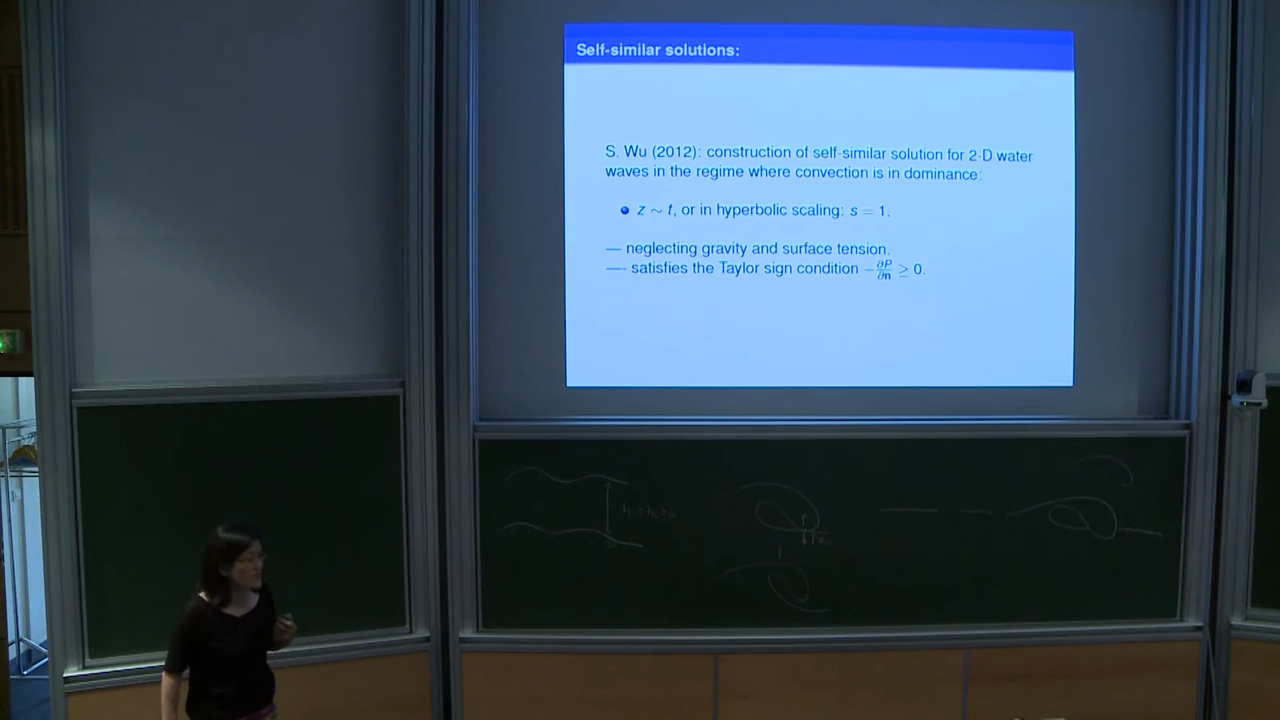 Self-similar solutions:
S. Wu (2012): construction of self-similar solution for 2-D water
waves in the regime where convection is in dominance:
z ∼ t, or in hyperbolic scaling: s = 1.
— neglecting gravity and surface tension.
—- satisfies the Taylor sign condition −∂P/∂n ≥ 0.